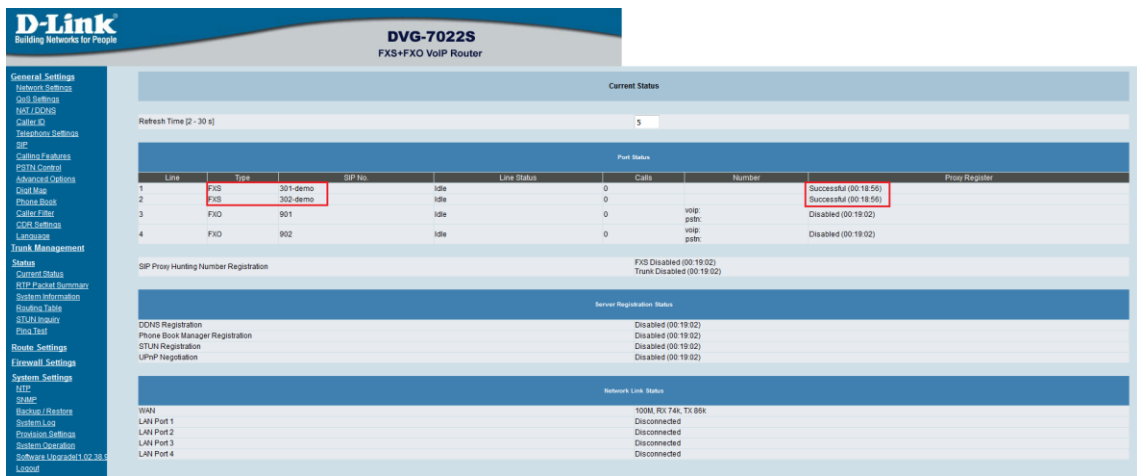 D-Link
Building Networks for People
DVG-7022S
FXS+FXO VoIP Router
General Settings
Network Settings
QoS Settings
NAT / DDNS
Caller ID
Telephony Settings
SIP
Calling Features
PSTN Control
Advanced Options
Digit Map
Phone Book
Caller Filter
CDR Settings
Language
Trunk Management
Status
Current Status
RTP Packet Summary
System Information
Routing Table
STUN Inquiry
Ping Test
Route Settings
Firewall Settings
System Settings
NTP
SNMP
Backup / Restore
System Log
Provision Settings
System Operation
Software Upgrade[1.02.38.9
Logout
Current Status
Refresh Time [2 - 30 s] 5
Port Status
Line Type SIP No. Line Status Calls Number Proxy Register
1 FXS 301-demo Idle 0 Successful (00:18:56)
2 FXS 302-demo Idle 0 Successful (00:18:56)
3 FXO 901 Idle 0 voip: Disabled (00:19:02)
pstn:
4 FXO 902 Idle 0 voip: Disabled (00:19:02)
pstn:
SIP Proxy Hunting Number Registration FXS Disabled (00:19:02)
Trunk Disabled (00:19:02)
Server Registration Status
DDNS Registration Disabled (00:19:02)
Phone Book Manager Registration Disabled (00:19:02)
STUN Registration Disabled (00:19:02)
UPnP Negotiation Disabled (00:19:02)
Network Link Status
WAN 100M, RX 74k, TX 86k
LAN Port 1 Disconnected
LAN Port 2 Disconnected
LAN Port 3 Disconnected
LAN Port 4 Disconnected